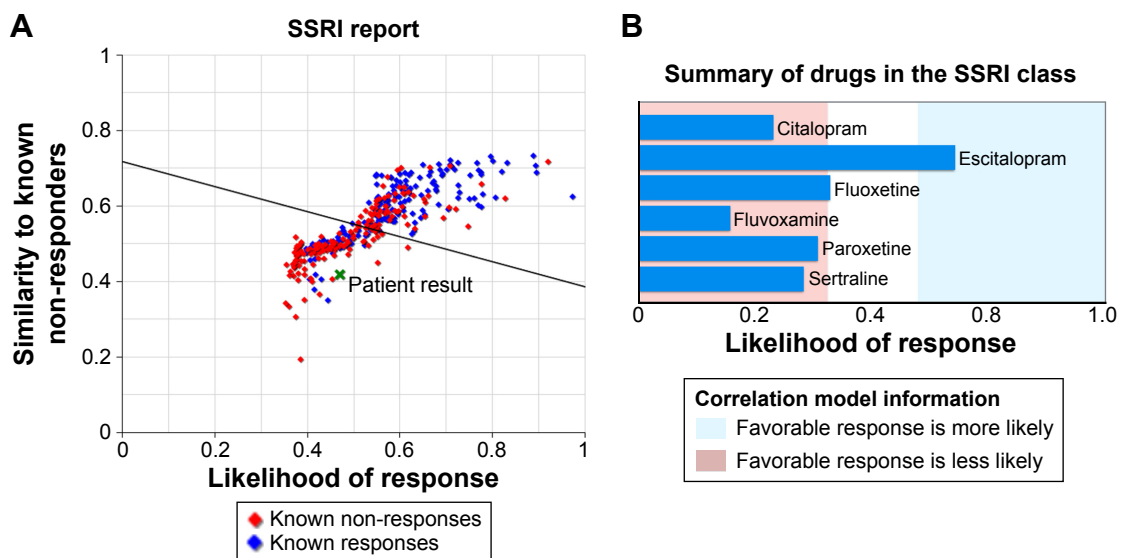 A
SSRI report
1
0.8
0.6
0.4
0.2
0
0
0.2
0.4
0.6
0.8
1
Similarity to known
non-responders
Patient result
Likelihood of response
Known non-responses
Known responses
B
Summary of drugs in the SSRI class
Citalopram
Escitalopram
Fluoxetine
Fluvoxamine
Paroxetine
Sertraline
0
0.2
0.4
0.8
1.0
Likelihood of response
Correlation model information
Favorable response is more likely
Favorable response is less likely